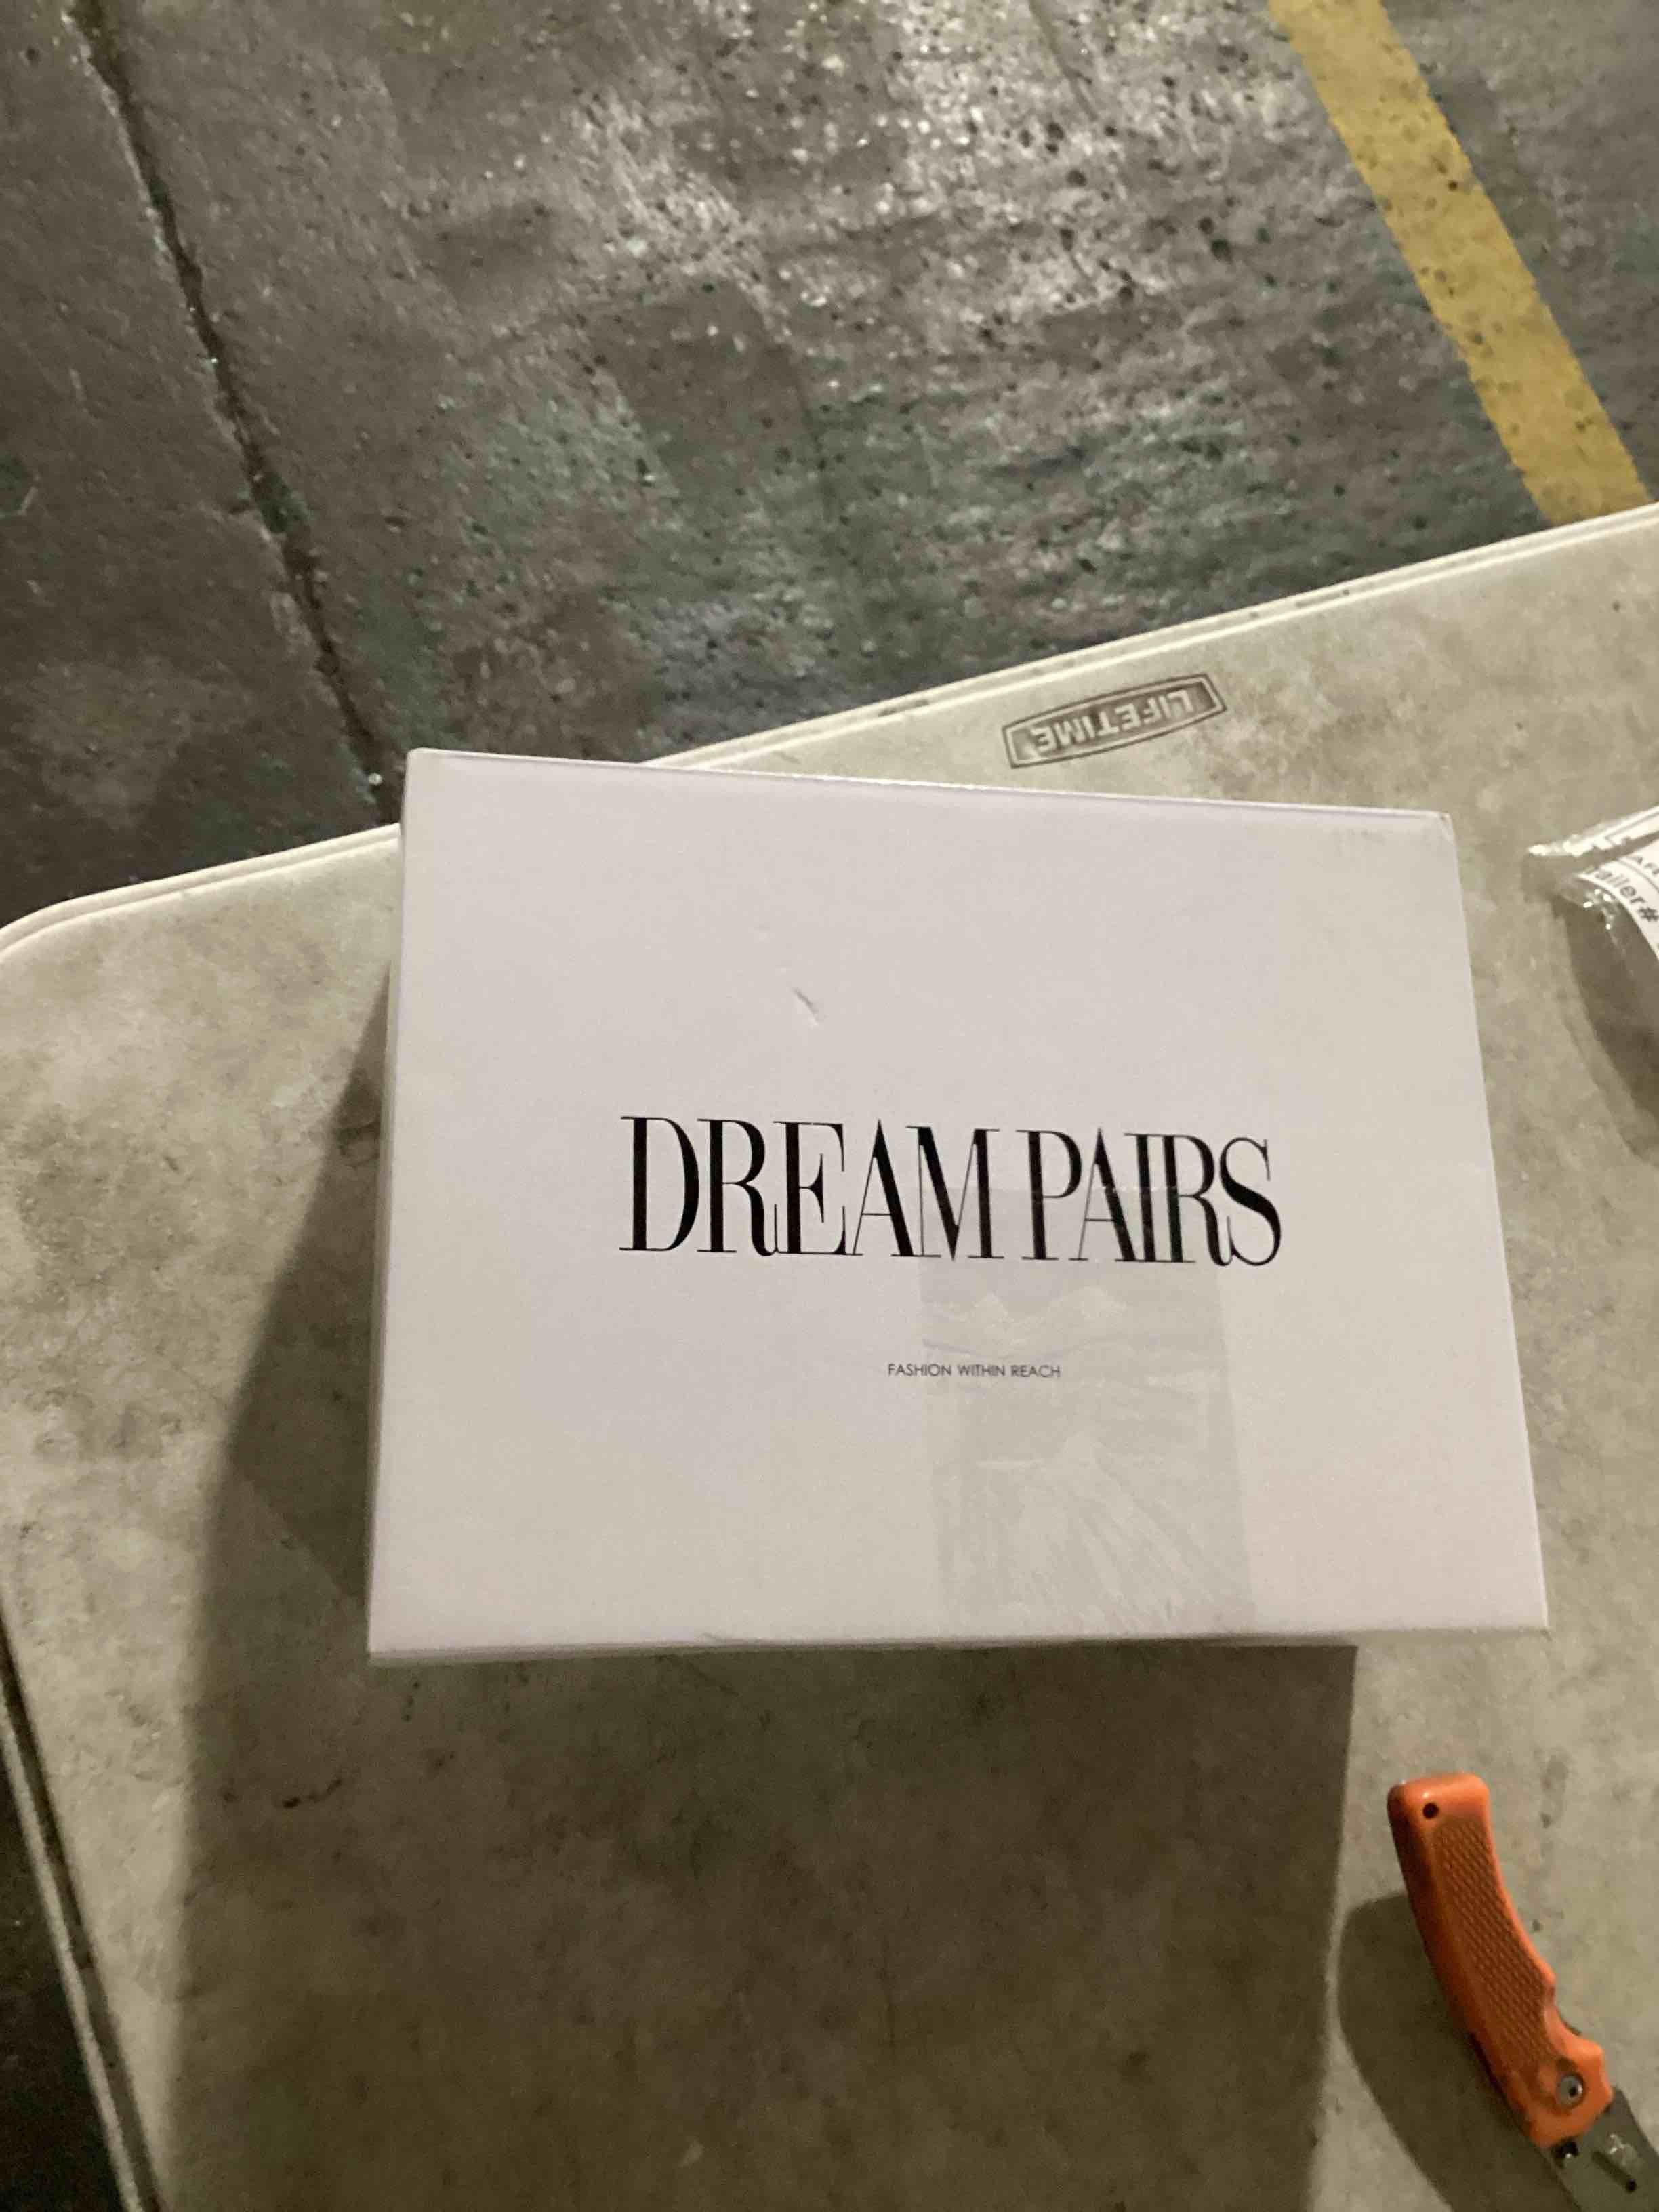 LIFETIME
DREAM PAIRS
FASHION WITHIN REACH